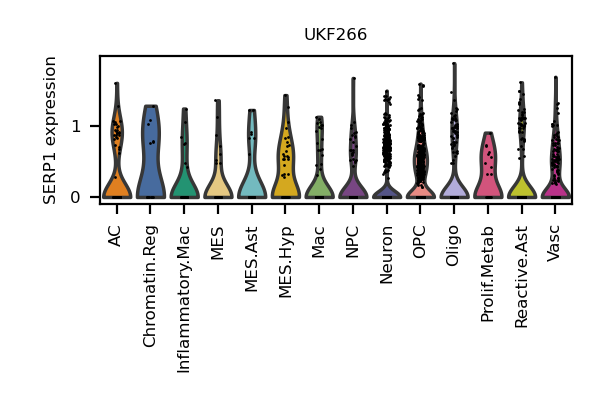 UKF266
SERP1 expression
1
0
AC
Chromatin.Reg
Inflammatory.Mac
MES
MES.Ast
MES.Hyp
Mac
NPC
Neuron
OPC
Oligo
Prolif.Metab
Reactive.Ast
Vasc